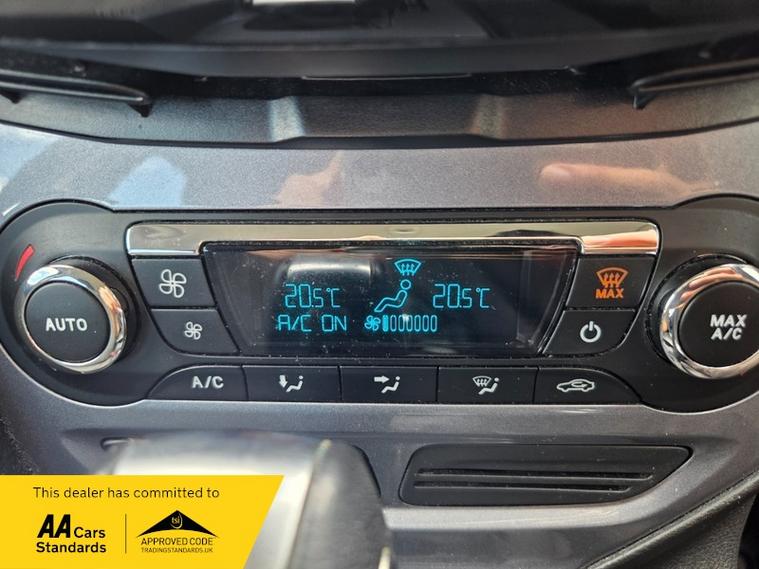 20.5°C 20.5°C
A/C ON
AUTO
MAX
MAX
A/C
A/C
This dealer has committed to
AA Cars
Standards
tsi
APPROVED CODE
TRADINGSTANDARDS.UK